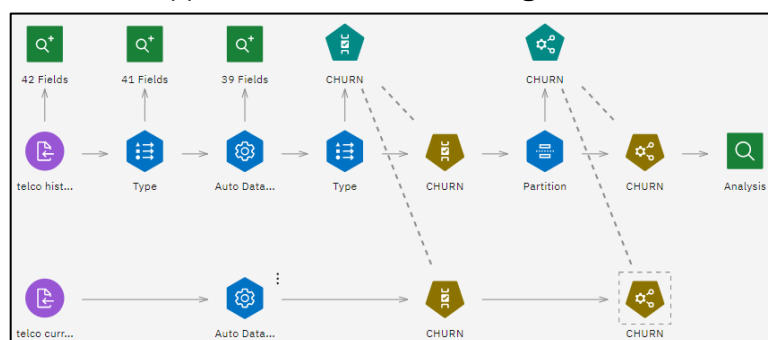 42 Fields
41 Fields
39 Fields
CHURN
CHURN
telco hist...
Type
Auto Data...
Type
CHURN
Partition
CHURN
Analysis
telco curr...
Auto Data...
CHURN
CHURN